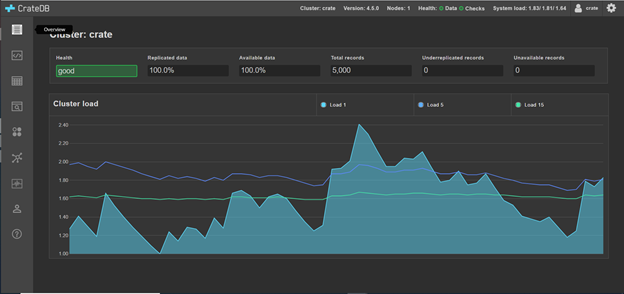 CrateDB
Cluster: crate Version: 4.5.0 Nodes: 1 Health: Data Checks System load: 1.83/ 1.81/ 1.64 crate
Overview
Cluster: crate
Health Replicated data Available data Total records Underreplicated records Unavailable records
good 100.0% 100.0% 5,000 0 0
Cluster load Load 1 Load 5 Load 15
2.40
2.20
2.00
1.80
1.60
1.40
1.20
1.00